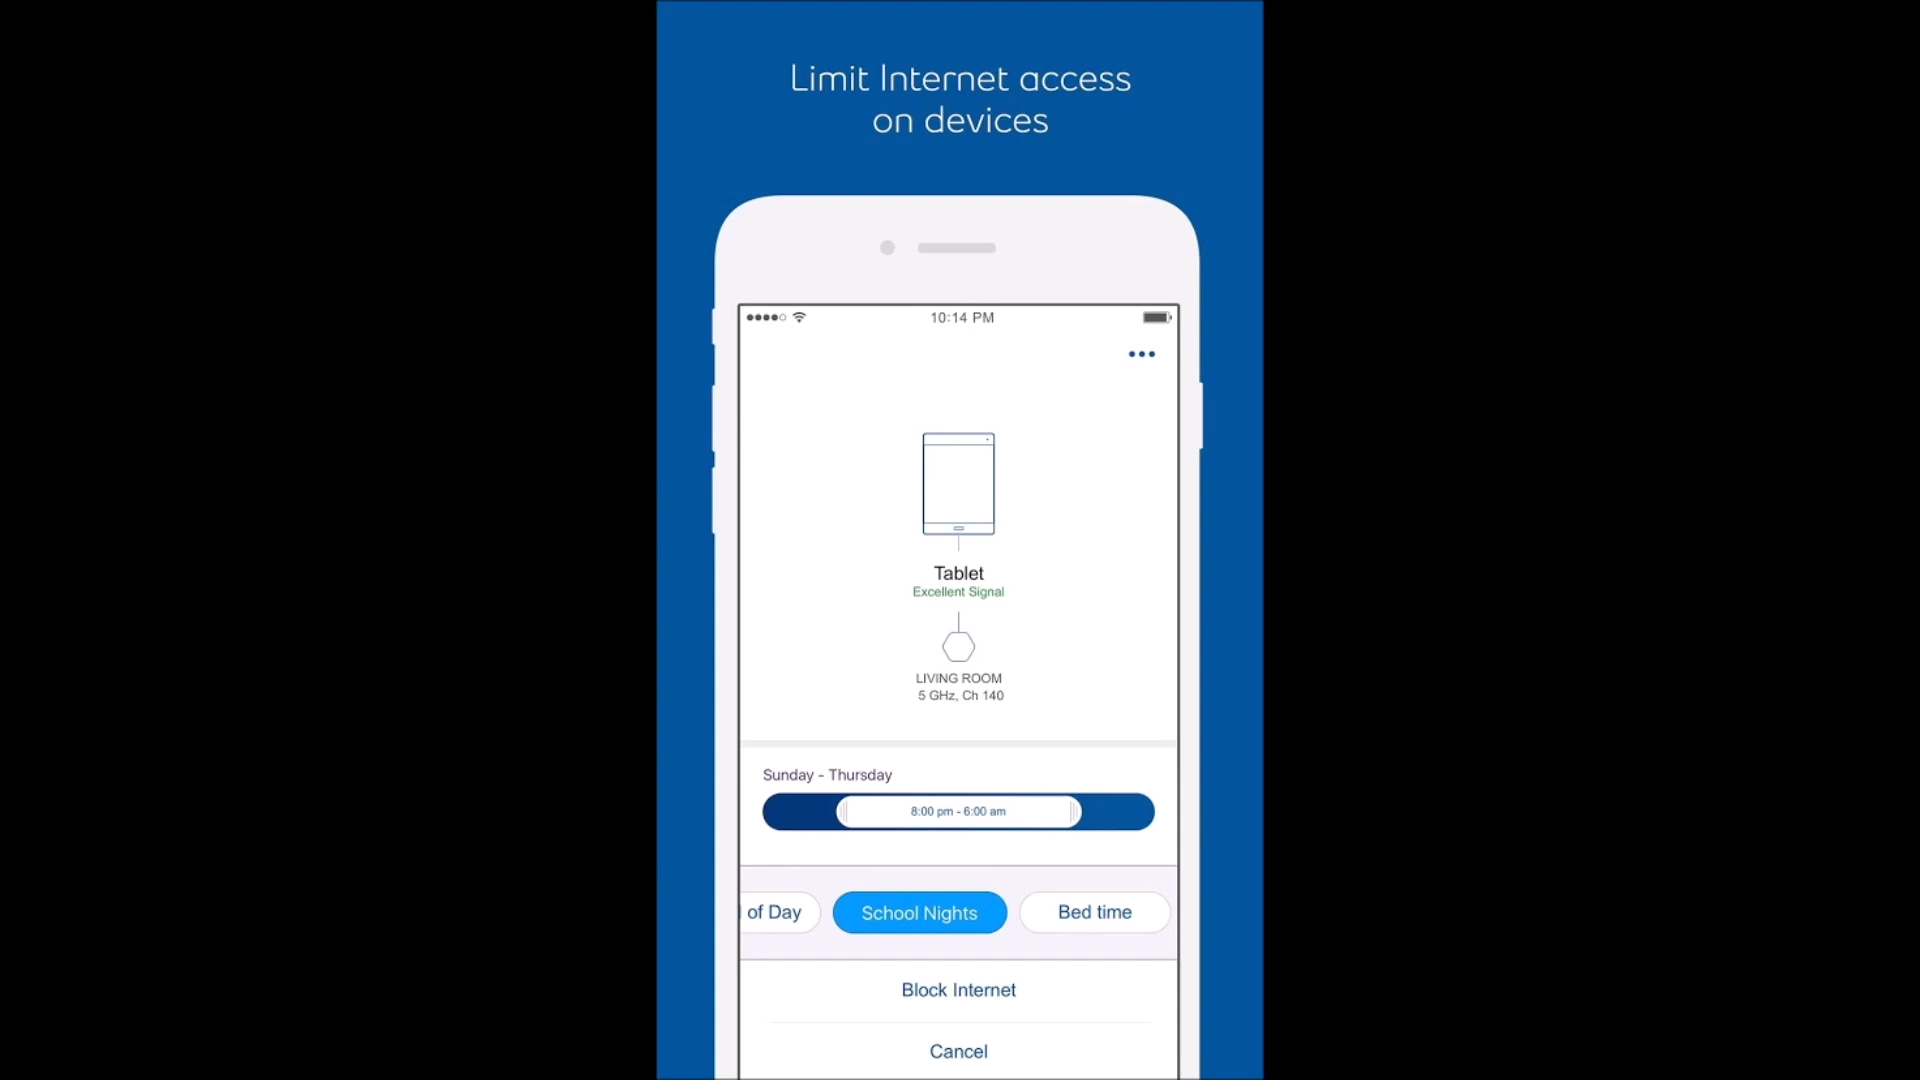 Limit Internet access
on devices
10:14 PM
Tablet
Excellent Signal
LIVING ROOM
5 GHz, Ch 140
Sunday - Thursday
8:00 pm - 6:00 am
of Day
School Nights
Bed time
Block Internet
Cancel